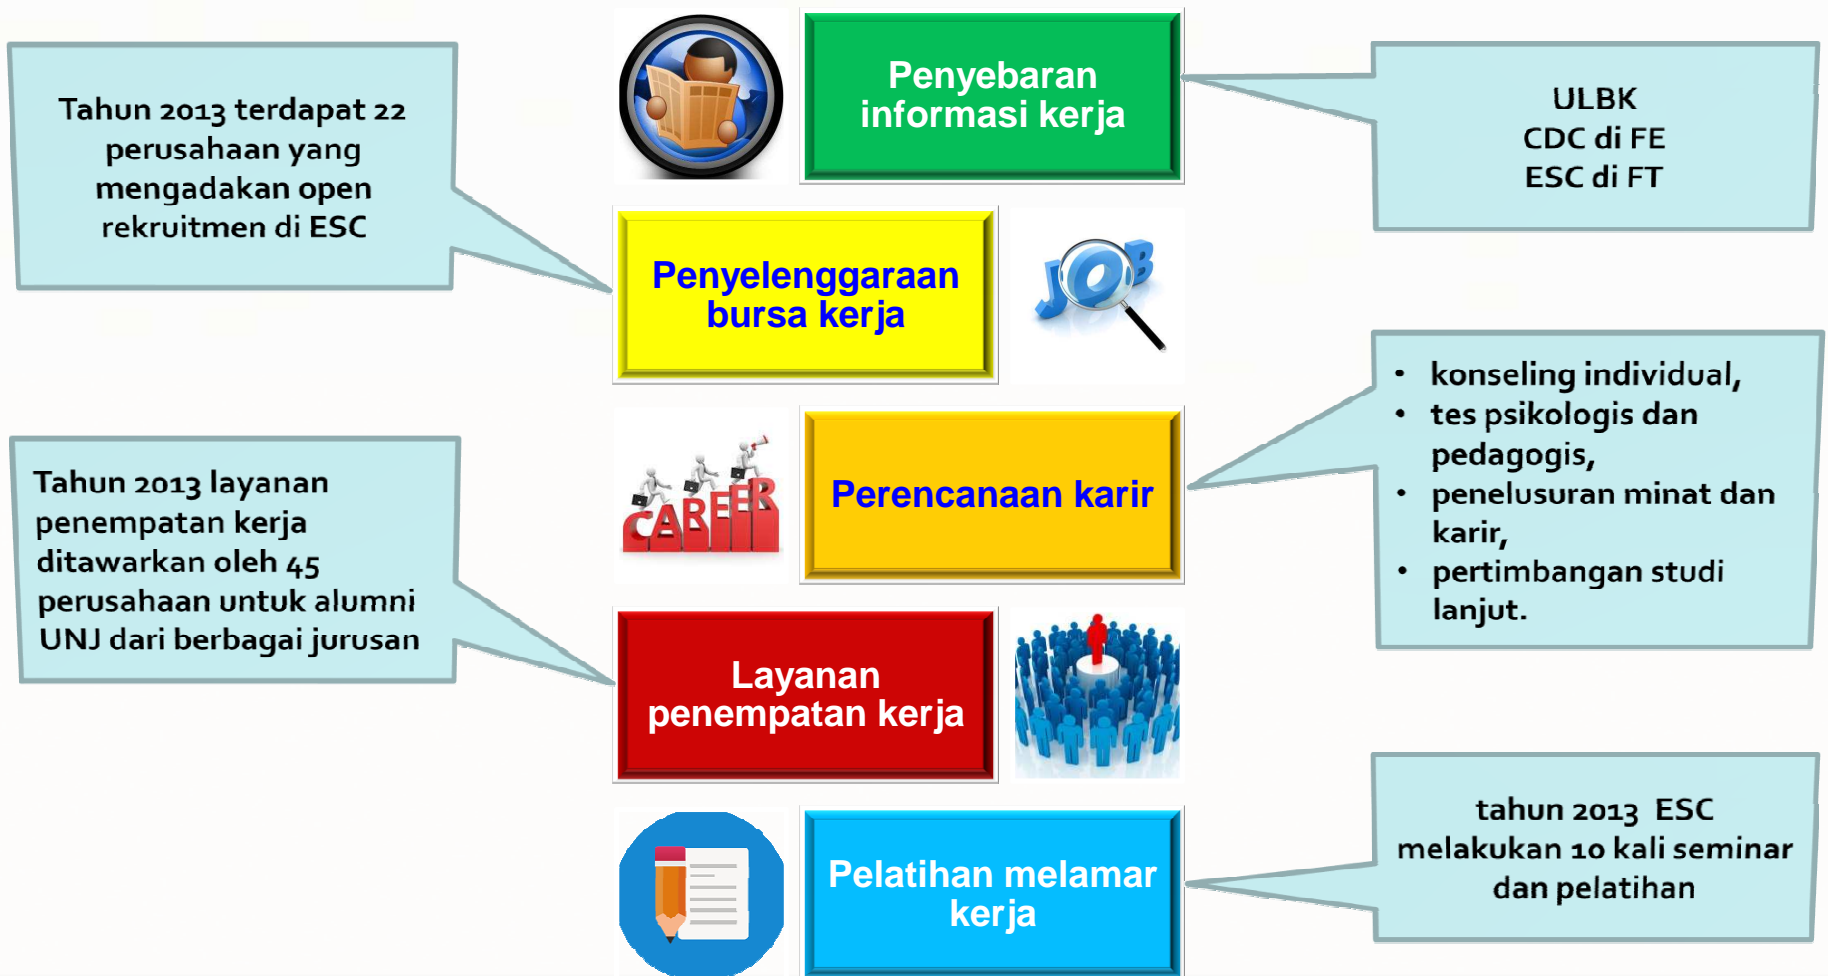 Penyebaran
informasi kerja
ULBK
CDC di FE
ESC di FT
Tahun 2013 terdapat 22
perusahaan yang
mengadakan open
rekruitmen di ESC
Penyelenggaraan
bursa kerja
JOB
CAREER
Perencanaan karir
• konseling individual,
• tes psikologis dan
pedagogis,
• penelusuran minat dan
karir,
• pertimbangan studi
lanjut.
Tahun 2013 layanan
penempatan kerja
ditawarkan oleh 45
perusahaan untuk alumni
UNJ dari berbagai jurusan
Layanan
penempatan kerja
Pelatihan melamar
kerja
tahun 2013 ESC
melakukan 10 kali seminar
dan pelatihan